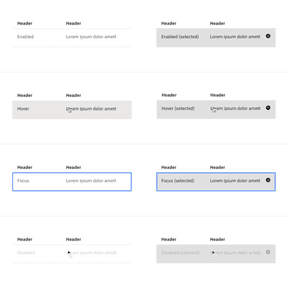 Header Header Header Header
Enabled Lorem ipsum dolor amett Enabled (selected) Lorem ipsum dolor amett
Header Header Header Header
Hover Lorem ipsum dolor amett Hover (selected) Lorem ipsum dolor amett
Header Header Header Header
Focus Lorem ipsum dolor amett Focus (selected) Lorem ipsum dolor amett
Header Header Header Header
Disabled Lorem ipsum dolor amett Disabled (selected) Lorem ipsum dolor amett